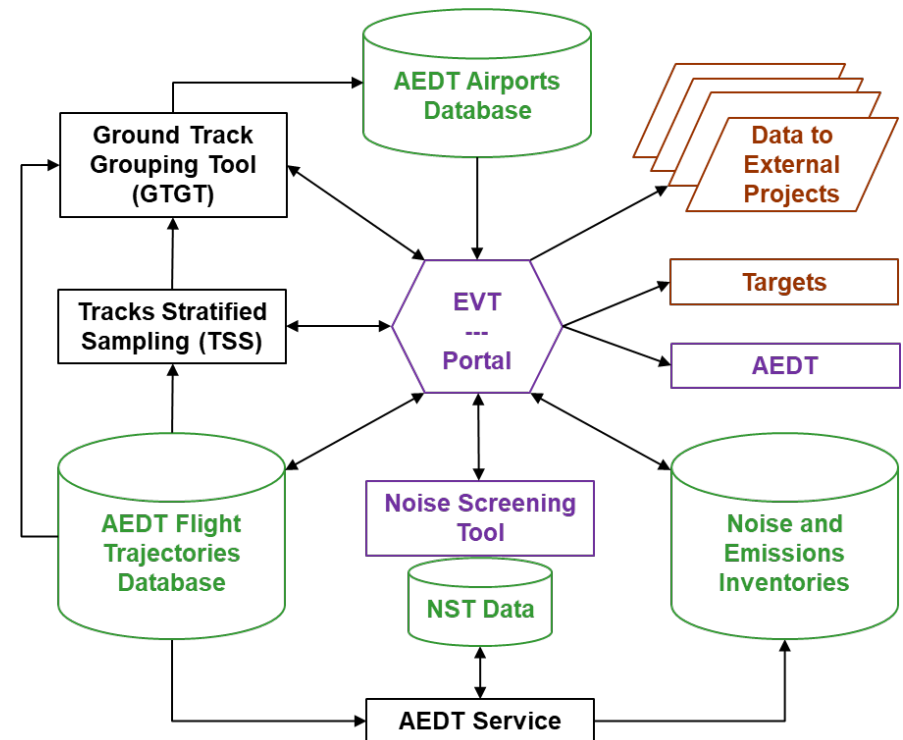 AEDT Airports
Database
Ground Track
Grouping Tool
(GTGT)
Data to
External
Projects
EVT
---
Portal
Targets
Tracks Stratified
Sampling (TSS)
AEDT
AEDT Flight
Trajectories
Database
Noise Screening
Tool
Noise and
Emissions
Inventories
NST Data
AEDT Service